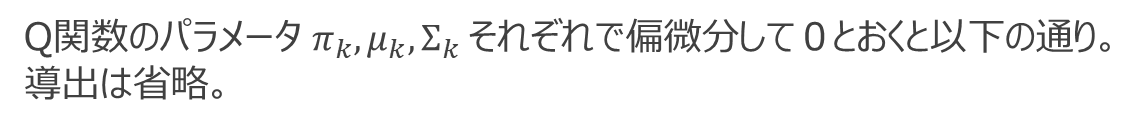 Q関数のパラメータ π_k, μ_k, Σ_k それぞれで偏微分して０とおくと以下の通り。
導出は省略。